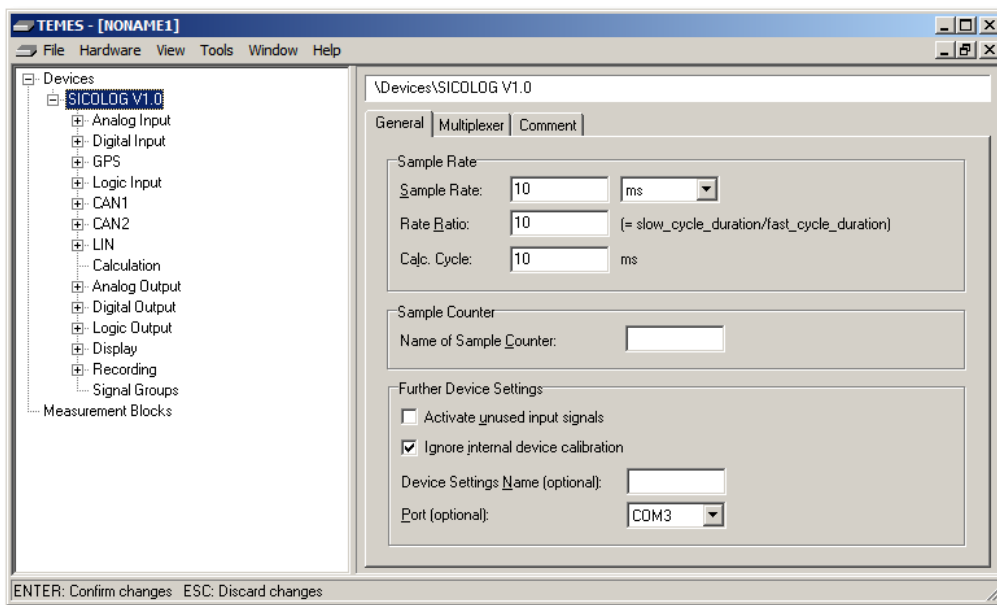 TEMES - [NONAME1]
File Hardware View Tools Window Help
Devices
SICOLOG V1.0
Analog Input
Digital Input
GPS
Logic Input
CAN1
CAN2
LIN
Calculation
Analog Output
Digital Output
Logic Output
Display
Recording
Signal Groups
Measurement Blocks
\Devices\SICOLOG V1.0
General Multiplexer Comment
Sample Rate
Sample Rate: 10 ms
Rate Ratio: 10 (= slow_cycle_duration/fast_cycle_duration)
Calc. Cycle: 10 ms
Sample Counter
Name of Sample Counter:
Further Device Settings
Activate unused input signals
Ignore internal device calibration
Device Settings Name (optional):
Port (optional): COM3
ENTER: Confirm changes ESC: Discard changes